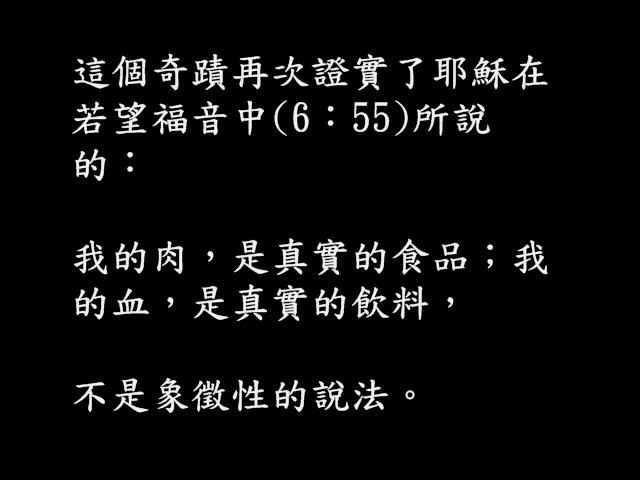 這個奇蹟再次證實了耶穌在
若望福音中(6：55)所說
的：
我的肉，是真實的食品；我
的血，是真實的飲料，
不是象徵性的說法。